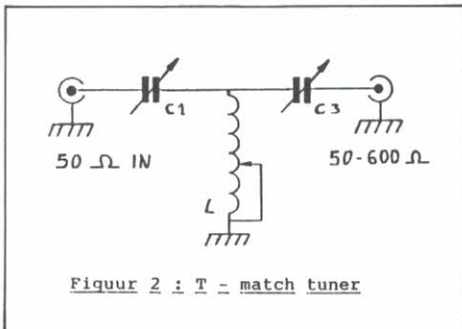 C1
C3
50 Ω IN
50-600 Ω
L
Figuur 2 : T - match tuner